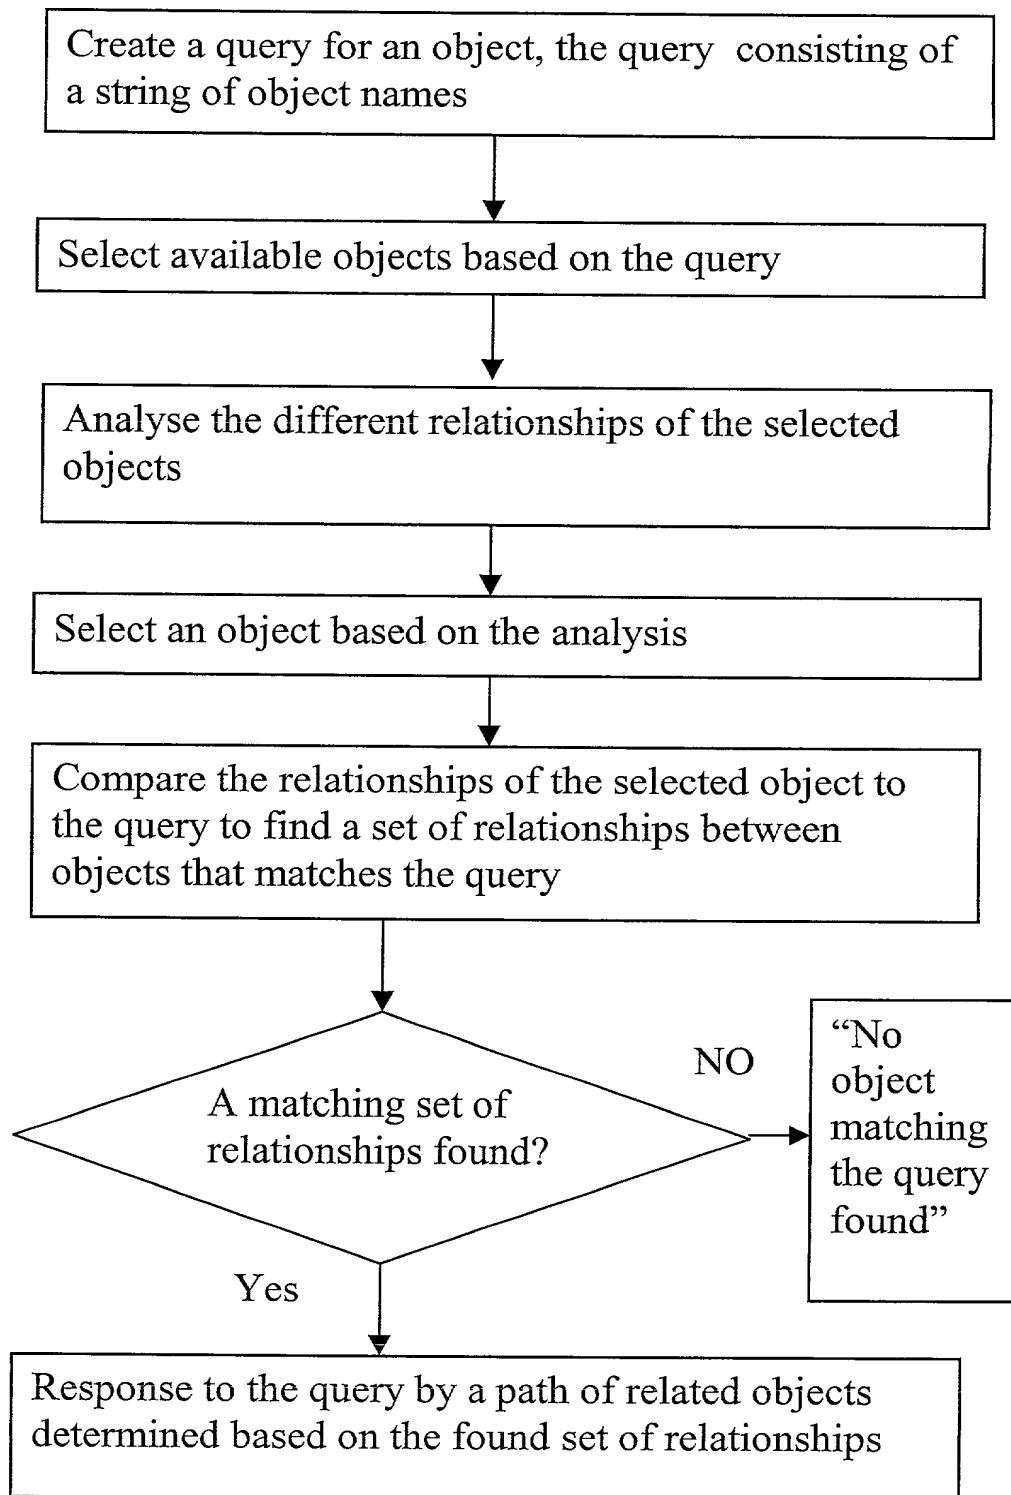 Create a query for an object, the query consisting of
a string of object names
Select available objects based on the query
Analyse the different relationships of the selected
objects
Select an object based on the analysis
Compare the relationships of the selected object to
the query to find a set of relationships between
objects that matches the query
A matching set of
relationships found?
NO
“No
object
matching
the query
found”
Yes
Response to the query by a path of related objects
determined based on the found set of relationships